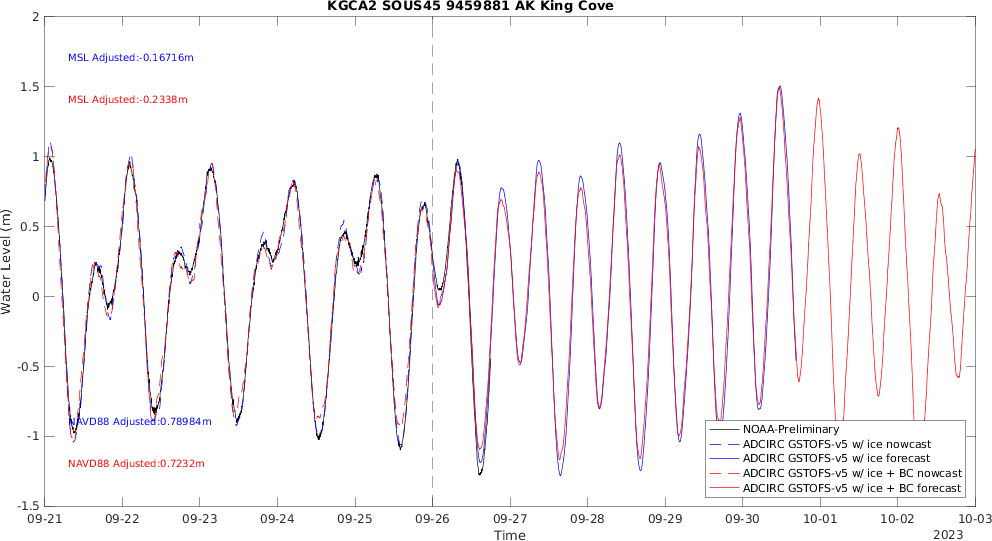 KGCA2 SOUS45 9459881 AK King Cove
2
1.5
1
0.5
0
-0.5
-1
-1.5
Water Level (m)
MSL Adjusted:-0.16716m
MSL Adjusted:-0.2338m
NAVD88 Adjusted:0.78984m
NAVD88 Adjusted:0.7232m
NOAA-Preliminary
ADCIRC GSTOFS-v5 w/ ice nowcast
ADCIRC GSTOFS-v5 w/ ice forecast
ADCIRC GSTOFS-v5 w/ ice + BC nowcast
ADCIRC GSTOFS-v5 w/ ice + BC forecast
09-21 09-22 09-23 09-24 09-25 09-26 09-27 09-28 09-29 09-30 10-01 10-02 10-03
Time
2023